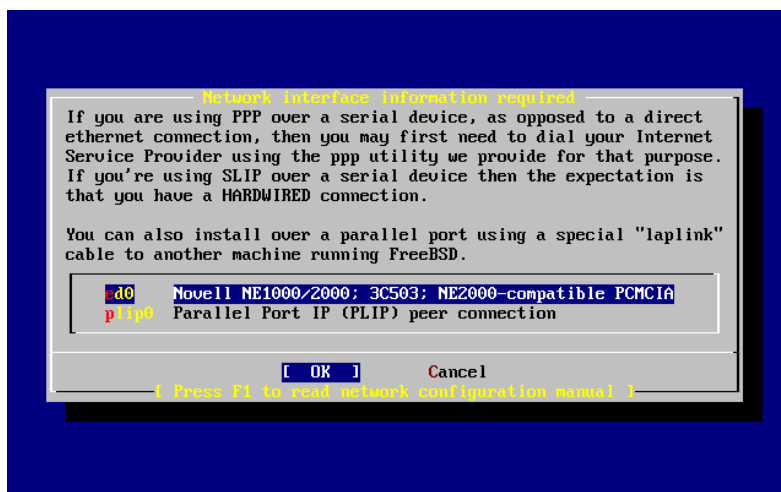 Network interface information required
If you are using PPP over a serial device, as opposed to a direct
ethernet connection, then you may first need to dial your Internet
Service Provider using the ppp utility we provide for that purpose.
If you're using SLIP over a serial device then the expectation is
that you have a HARDWIRED connection.
You can also install over a parallel port using a special "laplink"
cable to another machine running FreeBSD.
ed0 Novell NE1000/2000; 3C503; NE2000-compatible PCMCIA
plip0 Parallel Port IP (PLIP) peer connection
[ OK ] Cancel
[ Press F1 to read network configuration manual ]